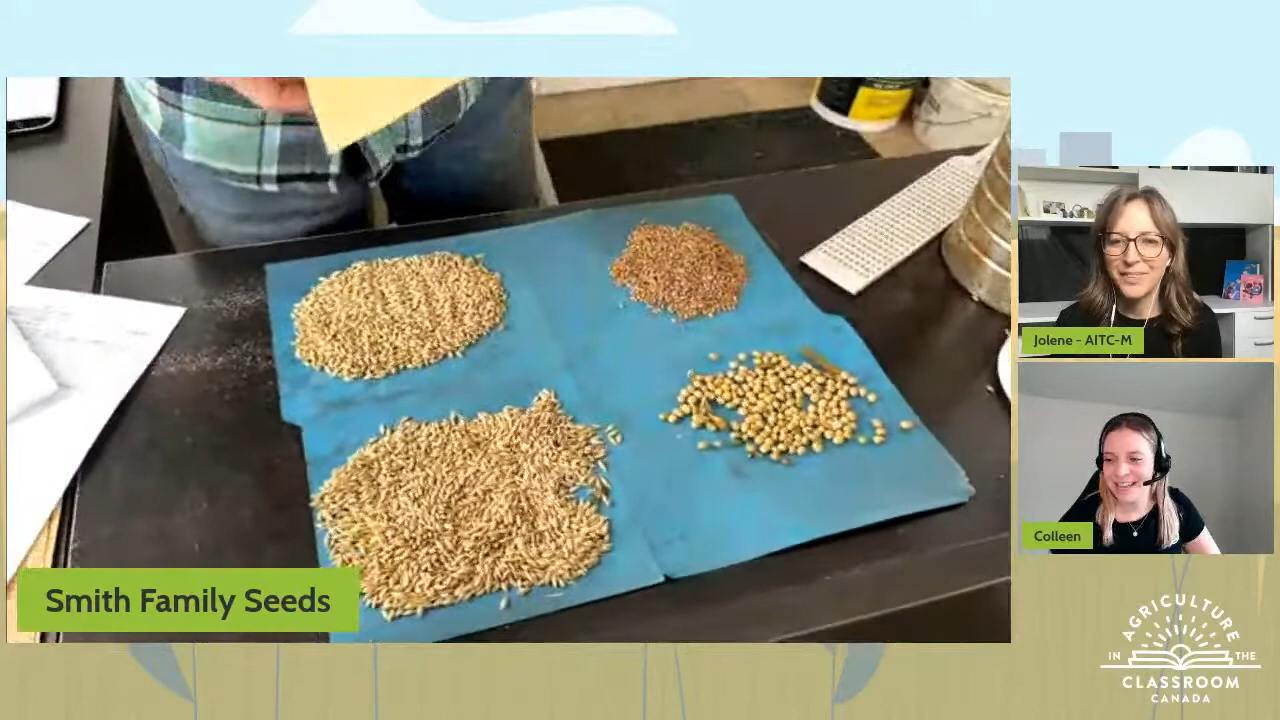 Smith Family Seeds
Jolene - AITC-M
Colleen
AGRICULTURE
IN THE
CLASSROOM
CANADA